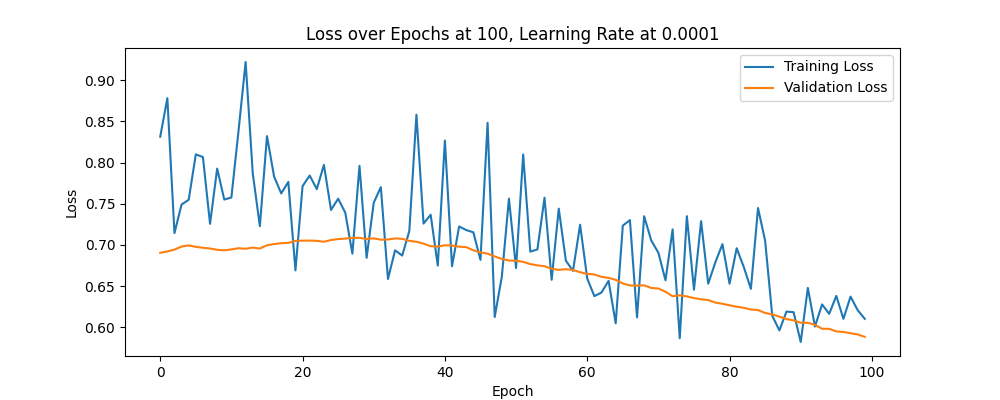 Loss over Epochs at 100, Learning Rate at 0.0001
Training Loss
Validation Loss
0.90
0.85
0.80
0.75
0.70
0.65
0.60
Loss
0 20 40 60 80 100
Epoch